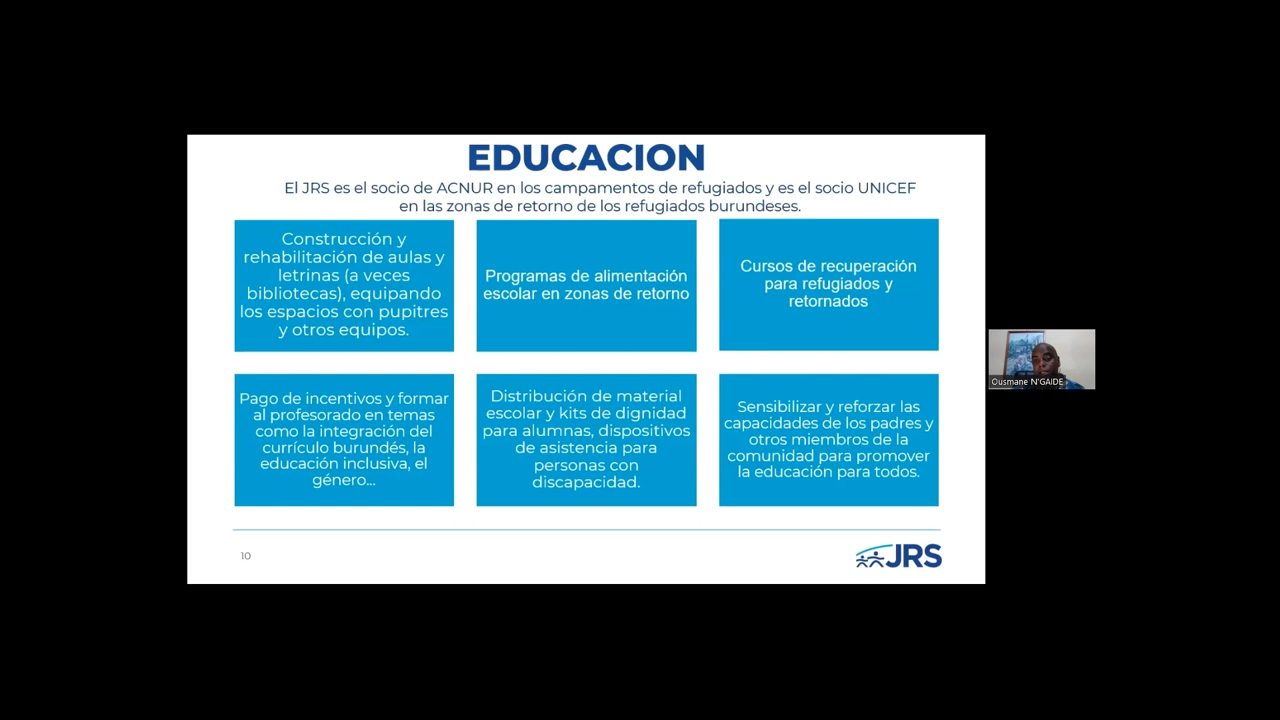 EDUCACION
El JRS es el socio de ACNUR en los campamentos de refugiados y es el socio UNICEF
en las zonas de retorno de los refugiados burundeses.
Construcción y
rehabilitación de aulas y
letrinas (a veces
bibliotecas), equipando
los espacios con pupitres
y otros equipos.
Programas de alimentación
escolar en zonas de retorno
Cursos de recuperación
para refugiados y
retornados
Pago de incentivos y formar
al profesorado en temas
como la integración del
currículo burundés, la
educación inclusiva, el
género...
Distribución de material
escolar y kits de dignidad
para alumnas, dispositivos
de asistencia para
personas con
discapacidad.
Sensibilizar y reforzar las
capacidades de los padres y
otros miembros de la
comunidad para promover
la educación para todos.
10
JRS
Ousmane N'GAIDE